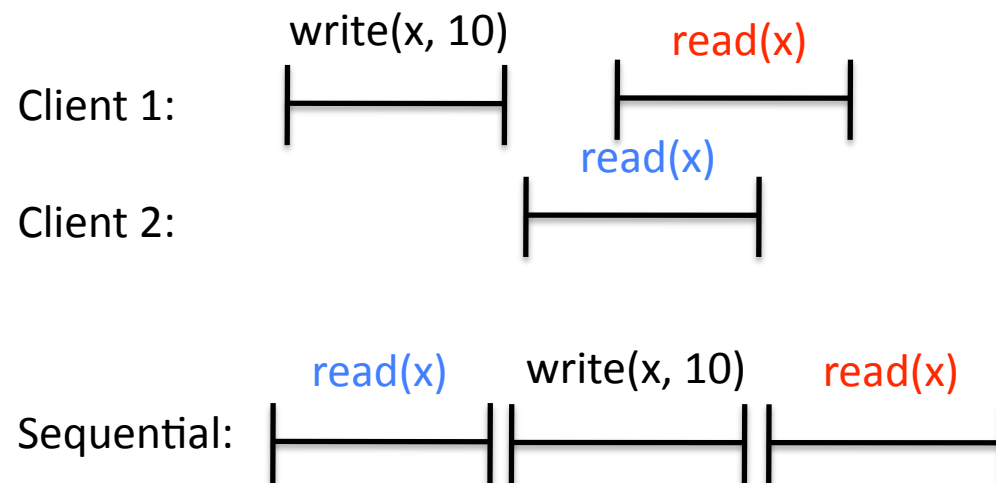 write(x, 10)
read(x)
Client 1:
read(x)
Client 2:
read(x) write(x, 10) read(x)
Sequential: